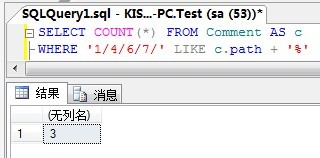 SQLQuery1.sql - KIS...-PC.Test (sa (53))*
SELECT COUNT(*) FROM Comment AS c
WHERE '1/4/6/7/' LIKE c.path + '%'
结果 消息
(无列名)
1 3